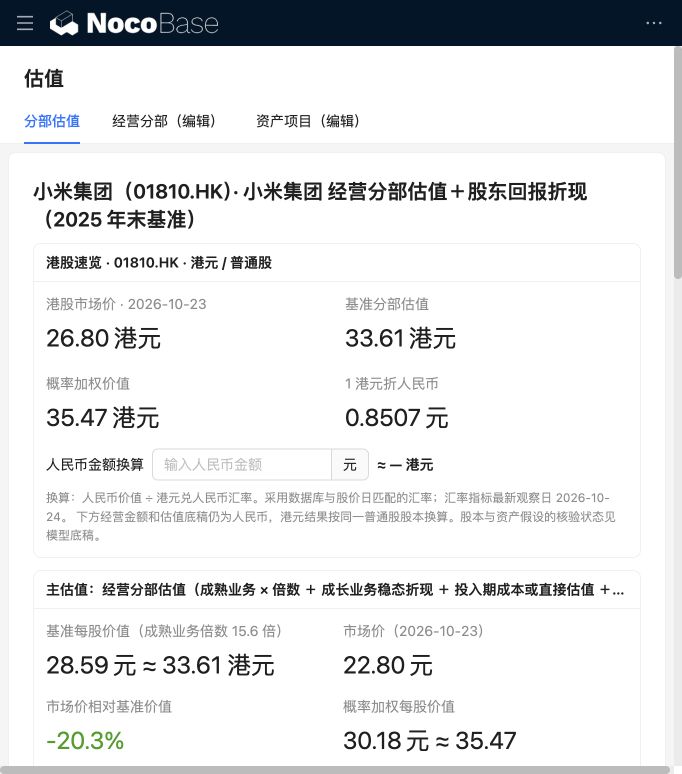 NocoBase
估值
分部估值 经营分部（编辑） 资产项目（编辑）
小米集团（01810.HK）· 小米集团 经营分部估值＋股东回报折现
（2025 年末基准）
港股速览 · 01810.HK · 港元 / 普通股
港股市场价 · 2026-10-23 基准分部估值
26.80 港元 33.61 港元
概率加权价值 1 港元折人民币
35.47 港元 0.8507 元
人民币金额换算 输入人民币金额 元 ≈ — 港元
换算：人民币价值 ÷ 港元兑人民币汇率。采用数据库与股价日匹配的汇率；汇率指标最新观察日 2026-10-
24。 下方经营金额和估值底稿仍为人民币，港元结果按同一普通股股本换算。股本与资产假设的核验状态见
模型底稿。
主估值：经营分部估值（成熟业务 × 倍数 ＋ 成长业务稳态折现 ＋ 投入期成本或直接估值 ＋...
基准每股价值（成熟业务倍数 15.6 倍） 市场价（2026-10-23）
28.59 元 ≈ 33.61 港元 22.80 元
市场价相对基准价值 概率加权每股价值
-20.3% 30.18 元 ≈ 35.47